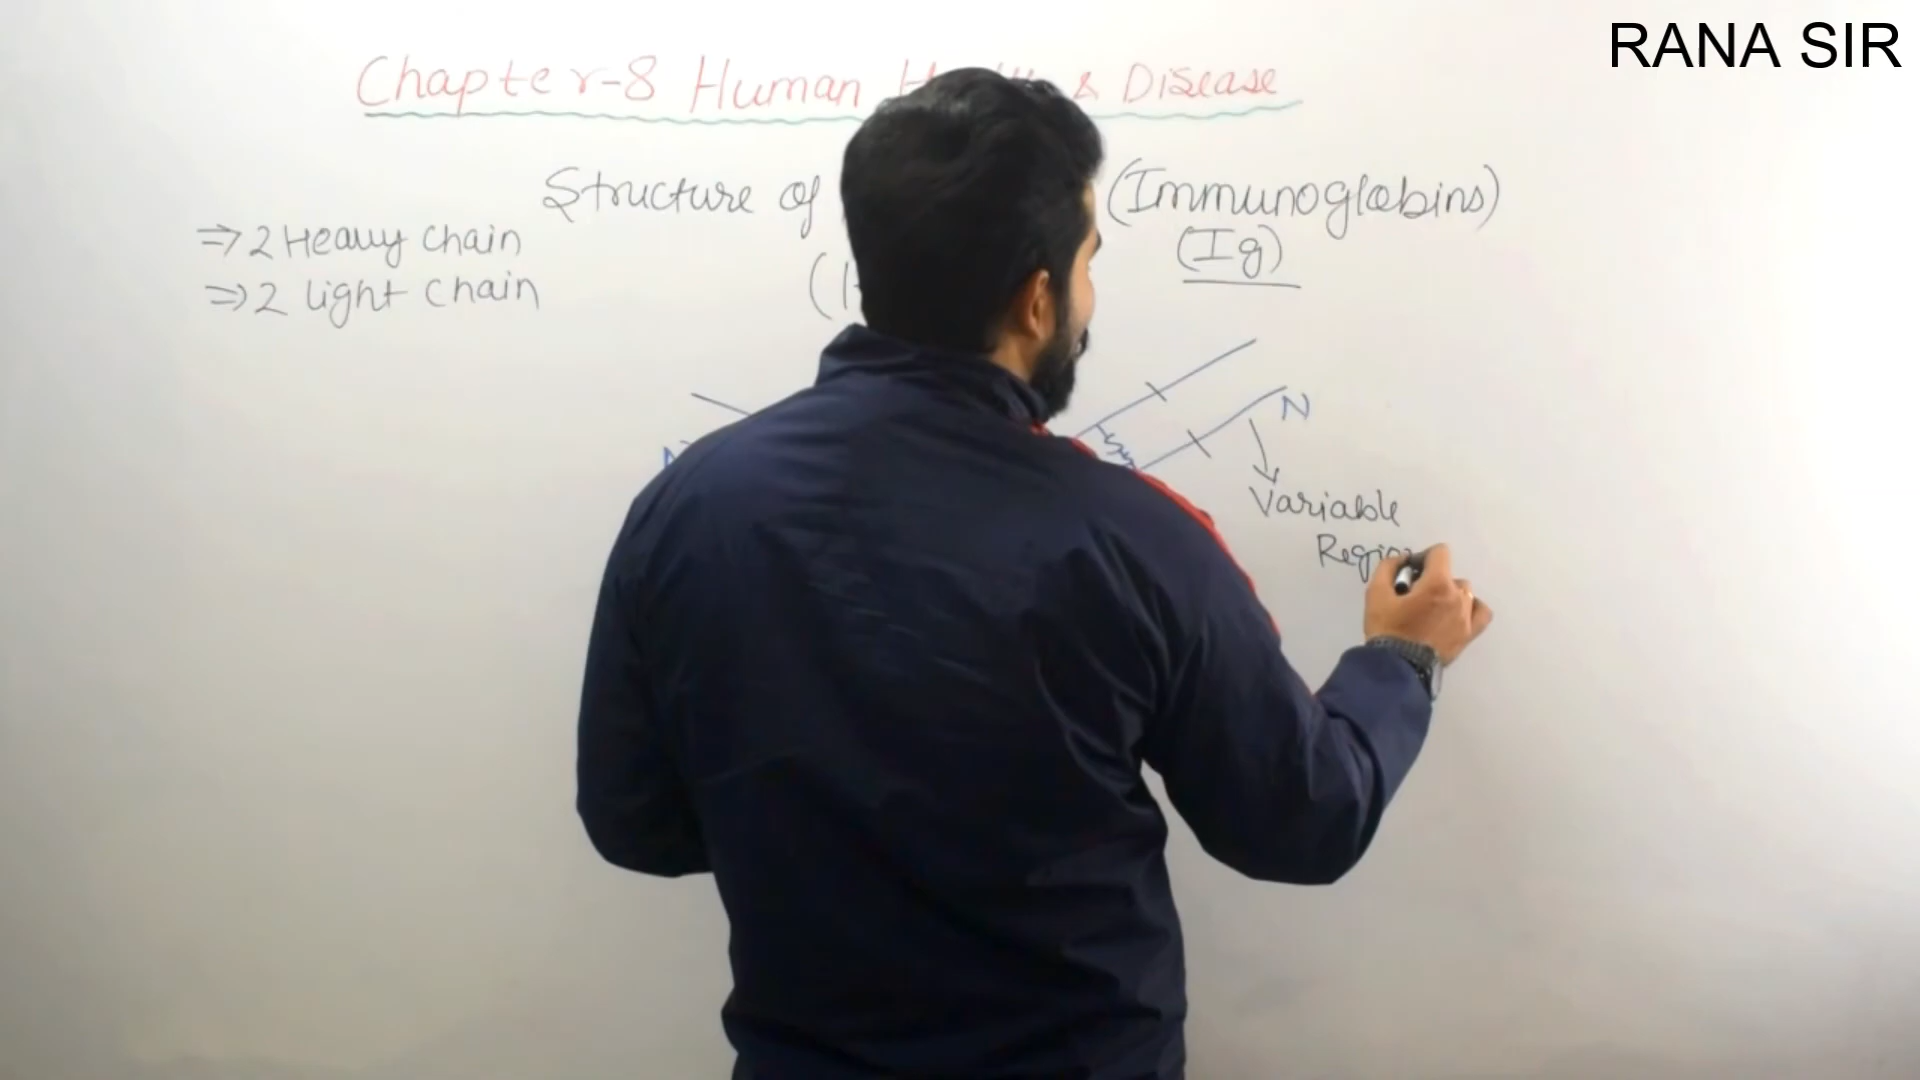 RANA SIR
Chapter-8 Human & Disease
Structure of (Immunoglobins)
(Ig)
⇒ 2 Heavy Chain
⇒ 2 light chain
N
N
Variable